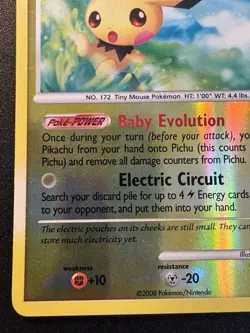 NO. 172 Tiny Mouse Pokémon HT: 1'00" WT: 4.4 lbs.
Poké-POWER Baby Evolution
Once during your turn (before your attack), yo
Pikachu from your hand onto Pichu (this counts
Pichu) and remove all damage counters from Pichu.
Electric Circuit
Search your discard pile for up to 4 Energy cards
to your opponent, and put them into your hand.
The electric pouches on its cheeks are still small. They ca
store much electricity yet.
Illus
weakness
+10
resistance
-20
©2008 Pokémon/Nintendo